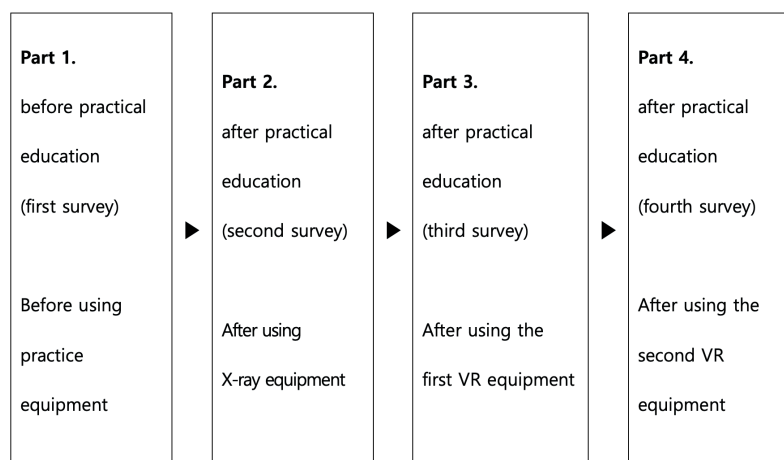 Part 1.
before practical
education
(first survey)
Before using
practice
equipment
Part 2.
after practical
education
(second survey)
After using
X-ray equipment
Part 3.
after practical
education
(third survey)
After using the
first VR equipment
Part 4.
after practical
education
(fourth survey)
After using the
second VR
equipment